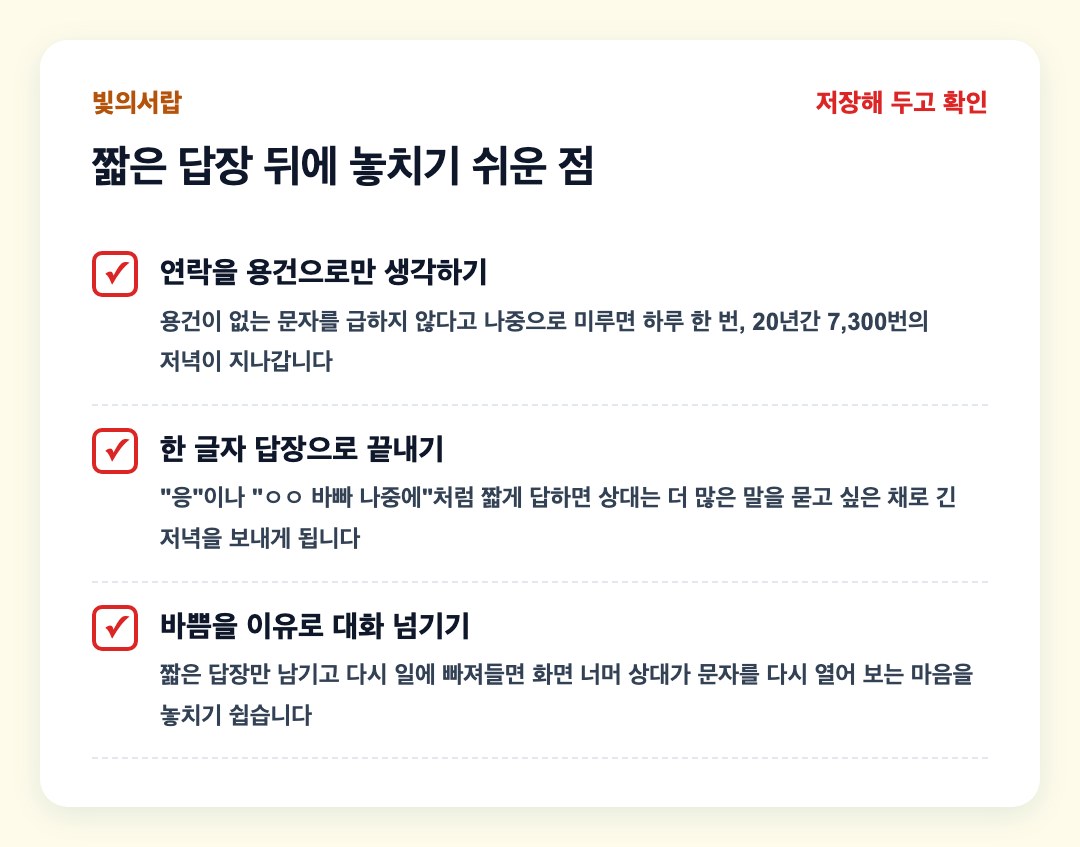 빛의서랍
저장해 두고 확인
짧은 답장 뒤에 놓치기 쉬운 점
연락을 용건으로만 생각하기
용건이 없는 문자를 급하지 않다고 나중으로 미루면 하루 한 번, 20년간 7,300번의
저녁이 지나갑니다
한 글자 답장으로 끝내기
"응"이나 "ㅇㅇ 바빠 나중에"처럼 짧게 답하면 상대는 더 많은 말을 묻고 싶은 채로 긴
저녁을 보내게 됩니다
바쁨을 이유로 대화 넘기기
짧은 답장만 남기고 다시 일에 빠져들면 화면 너머 상대가 문자를 다시 열어 보는 마음을
놓치기 쉽습니다